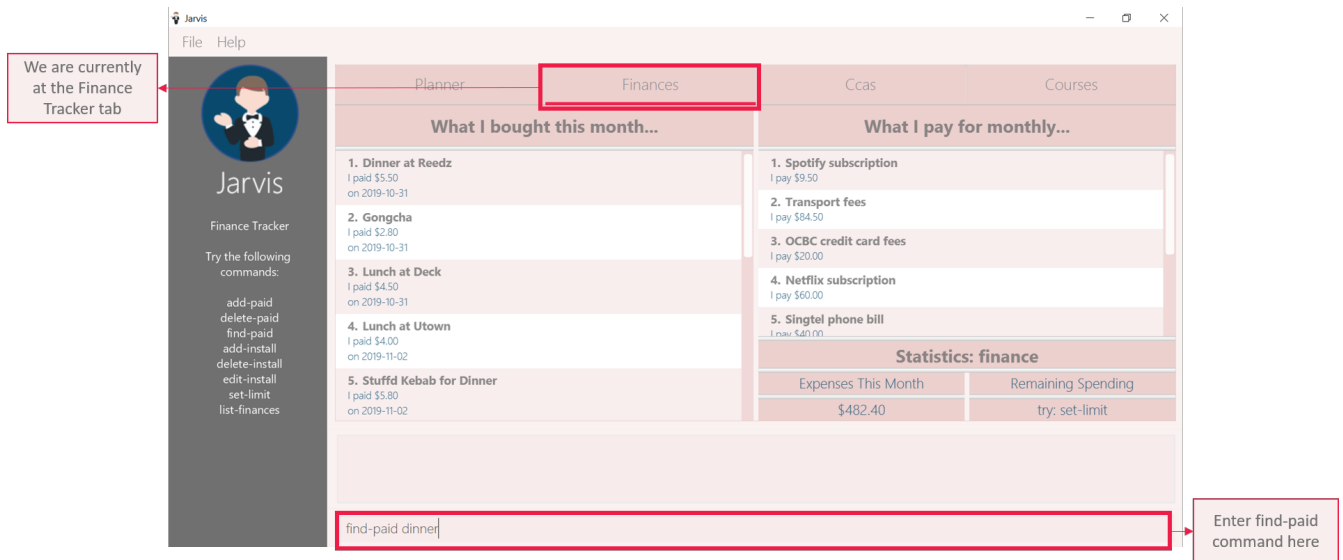 Jarvis
File Help
We are currently
at the Finance
Tracker tab
Jarvis
Finance Tracker
Try the following
commands:
add-paid
delete-paid
find-paid
add-install
delete-install
edit-install
set-limit
list-finances
Planner Finances Ccas Courses
What I bought this month...
1. Dinner at Reedz
I paid $5.50
on 2019-10-31
2. Gongcha
I paid $2.80
on 2019-10-31
3. Lunch at Deck
I paid $4.50
on 2019-10-31
4. Lunch at Utown
I paid $4.00
on 2019-11-02
5. Stuffd Kebab for Dinner
I paid $5.80
on 2019-11-02
What I pay for monthly...
1. Spotify subscription
I pay $9.50
2. Transport fees
I pay $84.50
3. OCBC credit card fees
I pay $20.00
4. Netflix subscription
I pay $60.00
5. Singtel phone bill
I pay $40.00
Statistics: finance
Expenses This Month Remaining Spending
$482.40 try: set-limit
find-paid dinner
Enter find-paid
command here